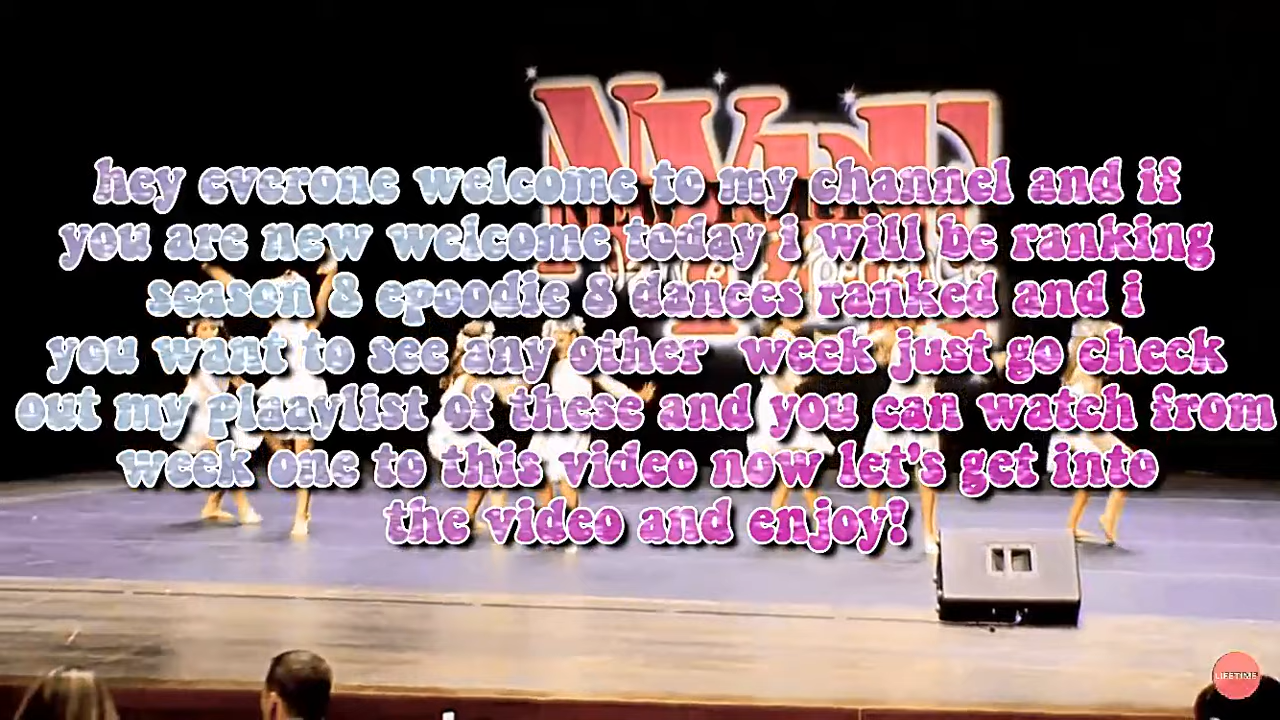 NYDE
hey everone welcome to my channel and if
you are new welcome today i will be ranking
season 8 epoodie 8 dances ranked and i
you want to see any other week just go check
out my plaaylist of these and you can watch from
week one to this video now let's get into
the video and enjoy!
LIFETIME